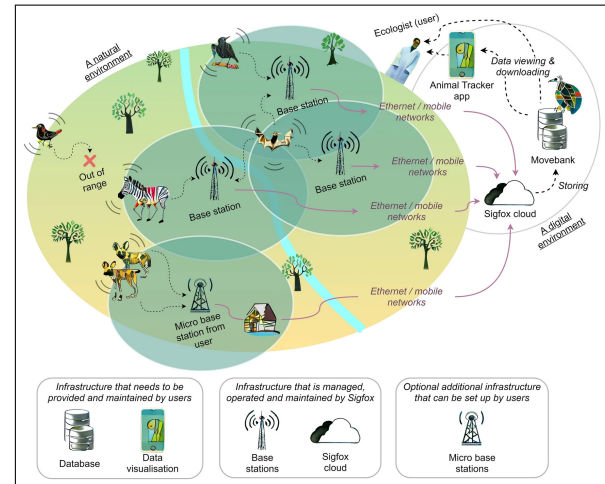 A natural
environment
Ecologist (user)
Data viewing &
downloading
Animal Tracker
app
Base station
Ethernet / mobile
networks
Movebank
Out of
range
Base station
Ethernet / mobile
networks
Storing
Base station
Ethernet / mobile
networks
Sigfox cloud
A digital
environment
Micro base
station from
user
Ethernet / mobile
networks
Infrastructure that needs to be
provided and maintained by users
Database
Data
visualisation
Infrastructure that is managed,
operated and maintained by Sigfox
Base
stations
Sigfox
cloud
Optional additional infrastructure
that can be set up by users
Micro base
stations